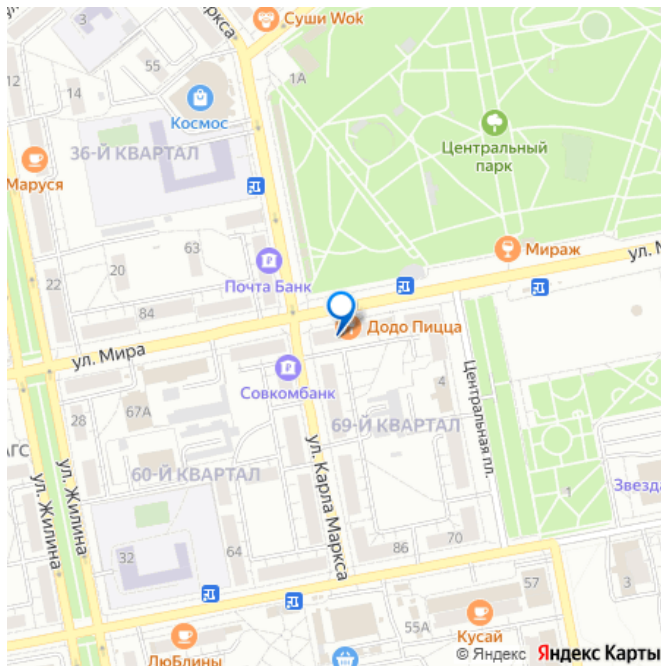 Суши Wok
3
55
1А
12
Космос
Центральный
парк
36-Й КВАРТАЛ
Маруся
Мираж
63
ул. М
20
Почта Банк
22
84
Додо Пицца
ул. Мира
Совкомбанк
4
67А
28
69-Й КВАРТАЛ
Центральная пл.
АГС
60-Й КВАРТАЛ
ул. Карла Маркса
ул. Жилина
ул. Жилина
Звезда
1
32
64
86
70
57
3
55А
Кусай
ЛюБлины
© Яндекс Яндекс Карты